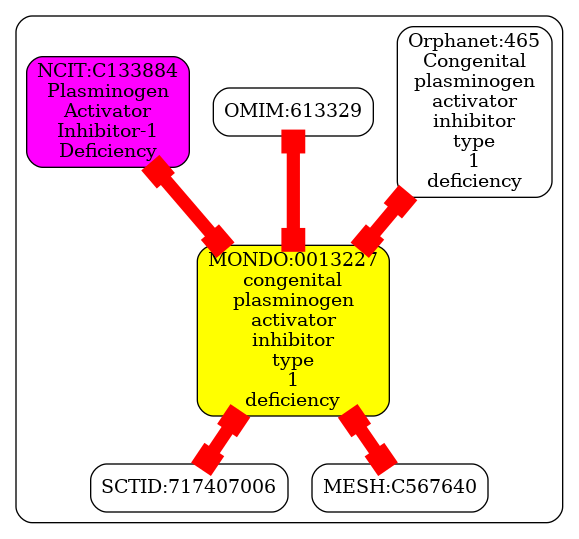 NCIT:C133884
Plasminogen
Activator
Inhibitor-1
Deficiency
OMIM:613329
Orphanet:465
Congenital
plasminogen
activator
inhibitor
type
1
deficiency
MONDO:0013227
congenital
plasminogen
activator
inhibitor
type
1
deficiency
SCTID:717407006
MESH:C567640